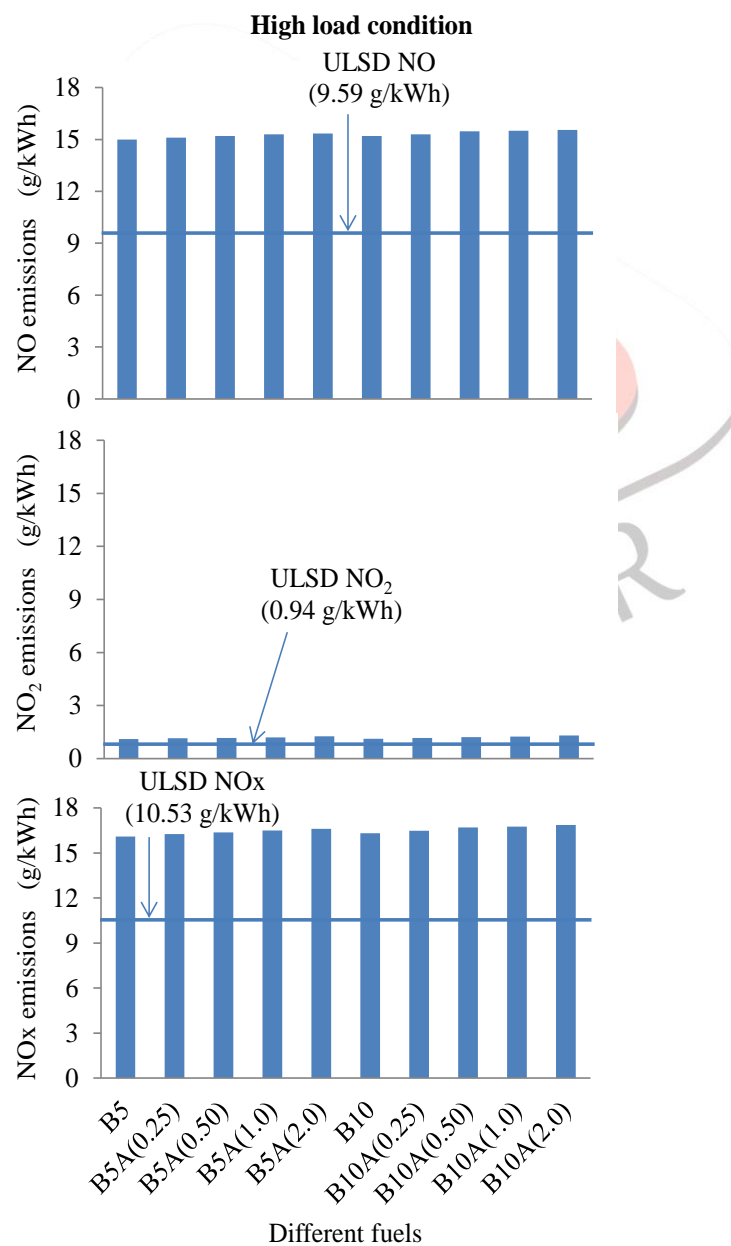 High load condition
ULSD NO
(9.59 g/kWh)
NO emissions (g/kWh)
18
15
12
9
6
3
0
ULSD NO₂
(0.94 g/kWh)
NO₂ emissions (g/kWh)
18
15
12
9
6
3
0
ULSD NOx
(10.53 g/kWh)
NOx emissions (g/kWh)
18
15
12
9
6
3
0
B5
B5A(0.25)
B5A(0.50)
B5A(1.0)
B5A(2.0)
B10
B10A(0.25)
B10A(0.50)
B10A(1.0)
B10A(2.0)
Different fuels